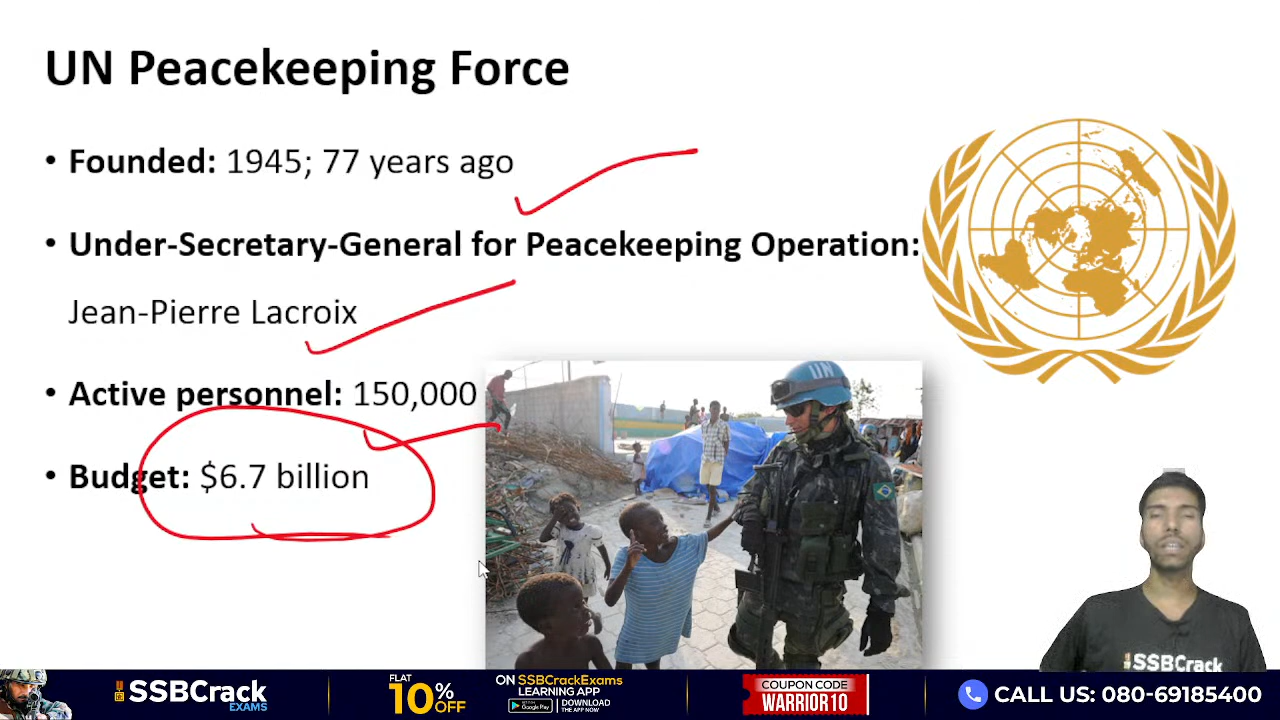 UN Peacekeeping Force
• Founded: 1945; 77 years ago
• Under-Secretary-General for Peacekeeping Operation:
Jean-Pierre Lacroix
• Active personnel: 150,000
• Budget: $6.7 billion
UN
SSBCrack
SSBCrack
EXAMS
FLAT
10% OFF
ON SSBCrackExams
LEARNING APP
Google Play
DOWNLOAD
THE APP NOW
COUPON CODE
WARRIOR10
CALL US: 080-69185400